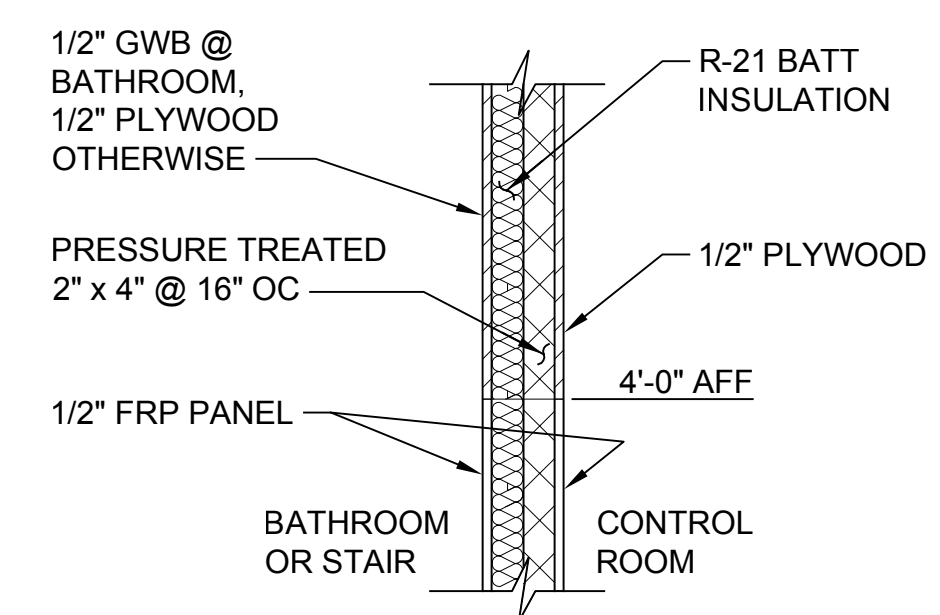 1/2" GWB @
BATHROOM,
1/2" PLYWOOD
OTHERWISE
R-21 BATT
INSULATION
PRESSURE TREATED
2" x 4" @ 16" OC
1/2" PLYWOOD
4'-0" AFF
1/2" FRP PANEL
BATHROOM
OR STAIR
CONTROL
ROOM